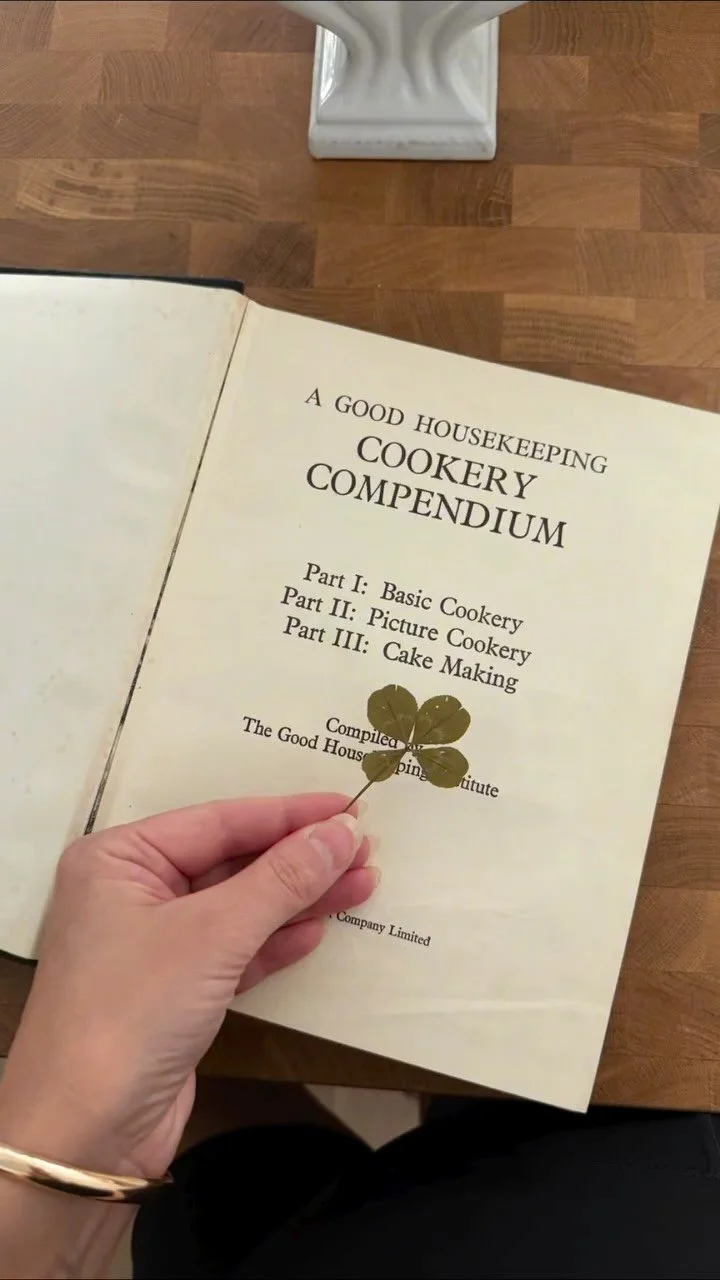 A GOOD HOUSEKEEPING
COOKERY
COMPENDIUM
Part I: Basic Cookery
Part II: Picture Cookery
Part III: Cake Making
Compiled
The Good
Company Limited